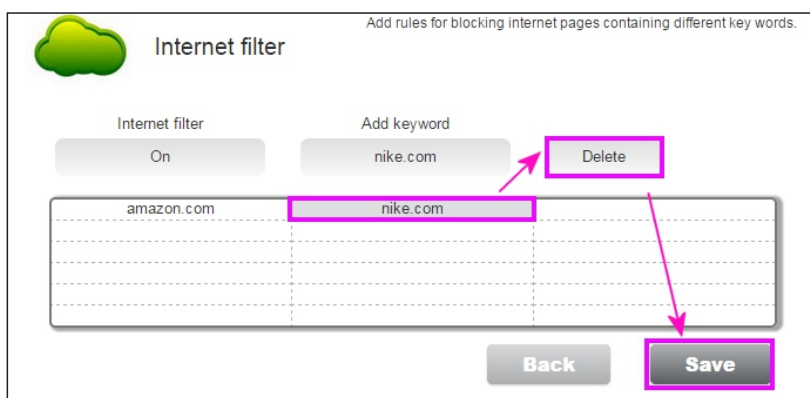 Add rules for blocking internet pages containing different key words.
Internet filter
Internet filter Add keyword
On nike.com Delete
amazon.com nike.com
Back Save